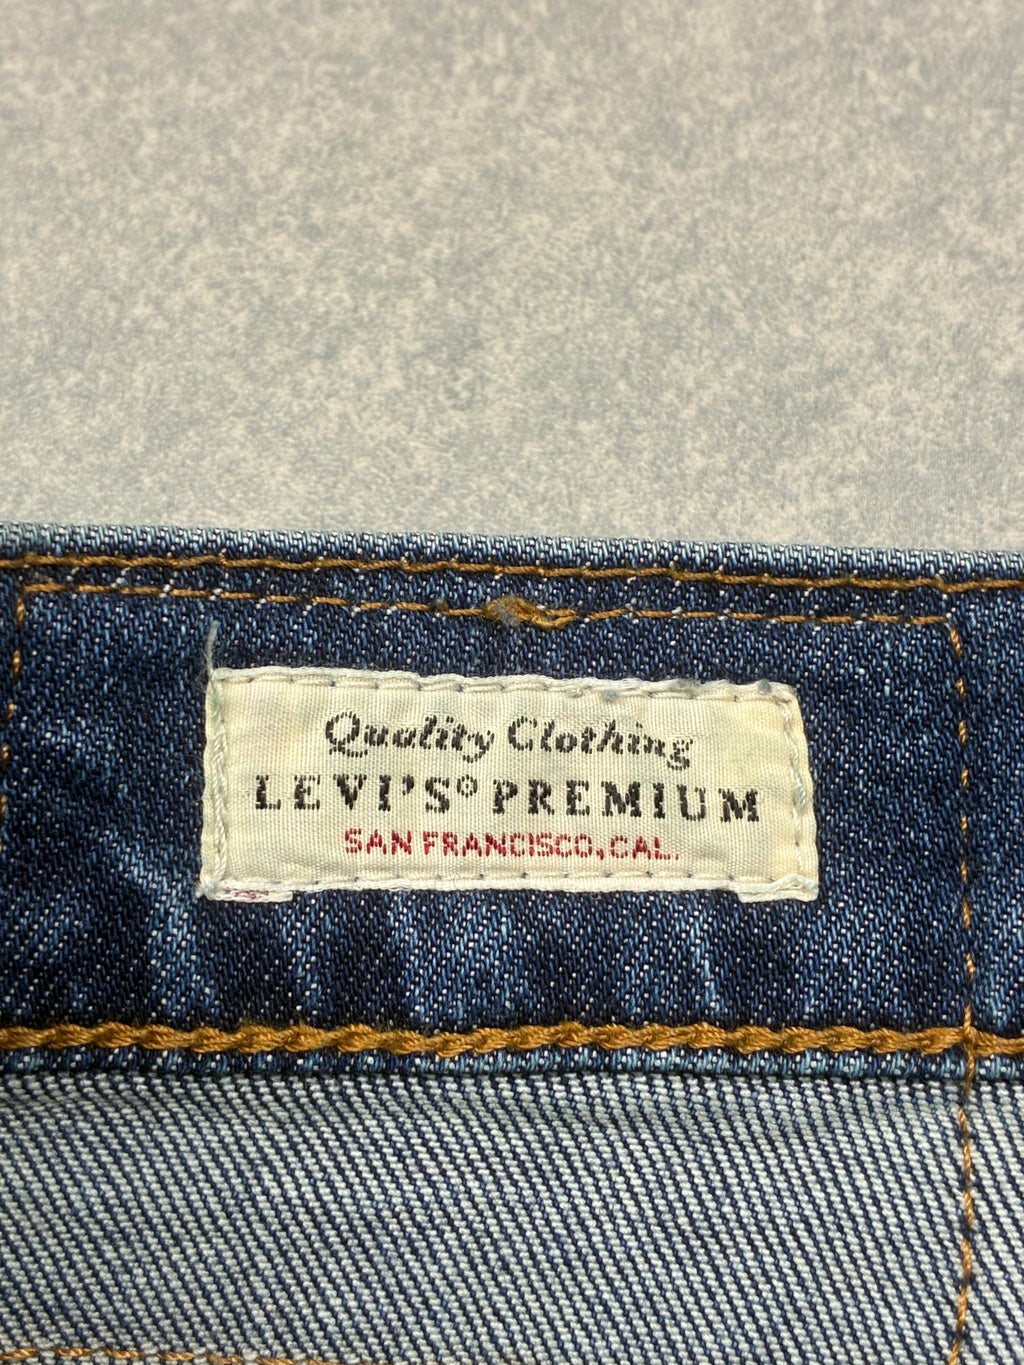 Quality Clothing
LEVI'S® PREMIUM
SAN FRANCISCO, CAL.